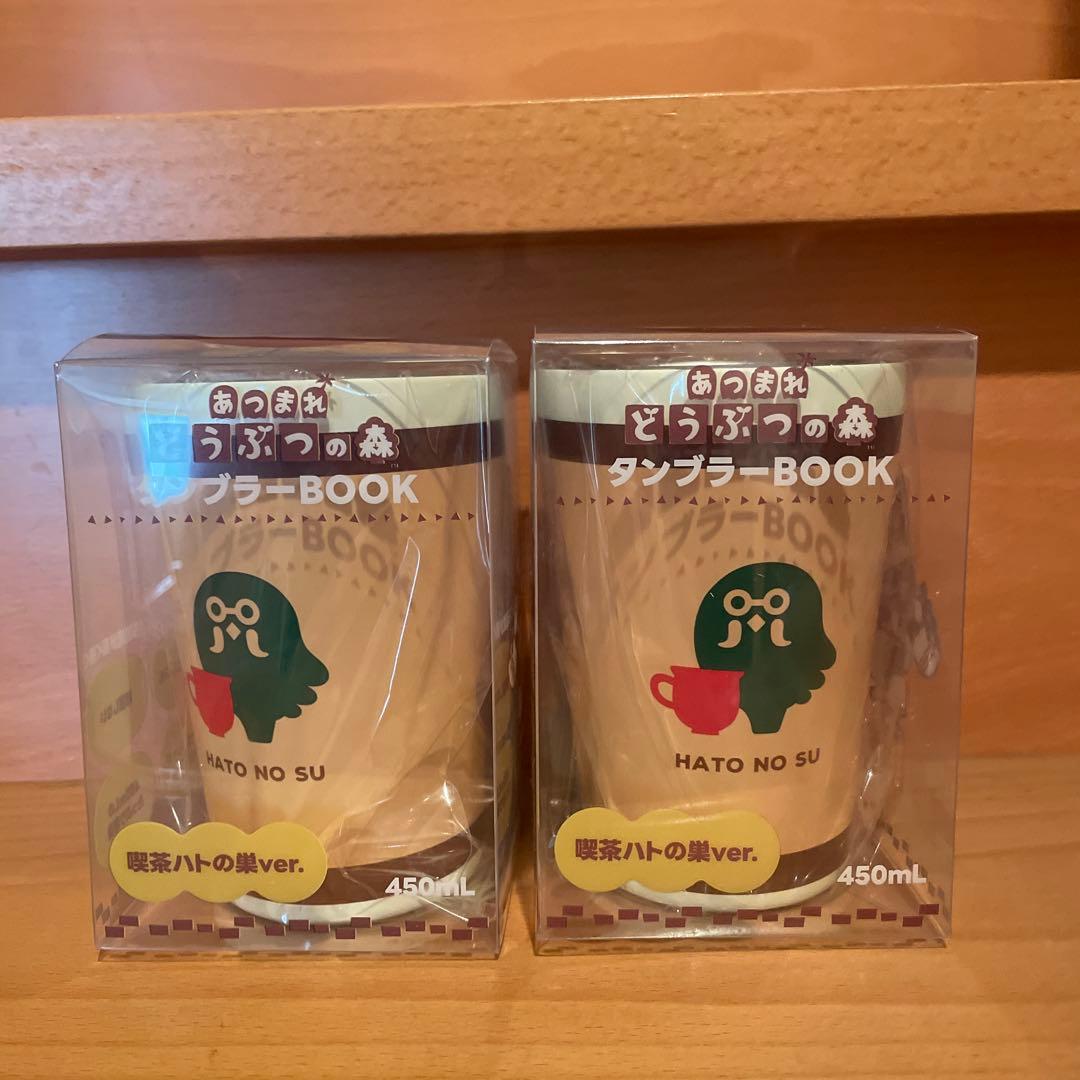 あつまれ
どうぶつの森
タンブラーBOOK
HATO NO SU
喫茶ハトの巣ver.
450mL
あつまれ
どうぶつの森
タンブラーBOOK
HATO NO SU
喫茶ハトの巣ver.
450mL